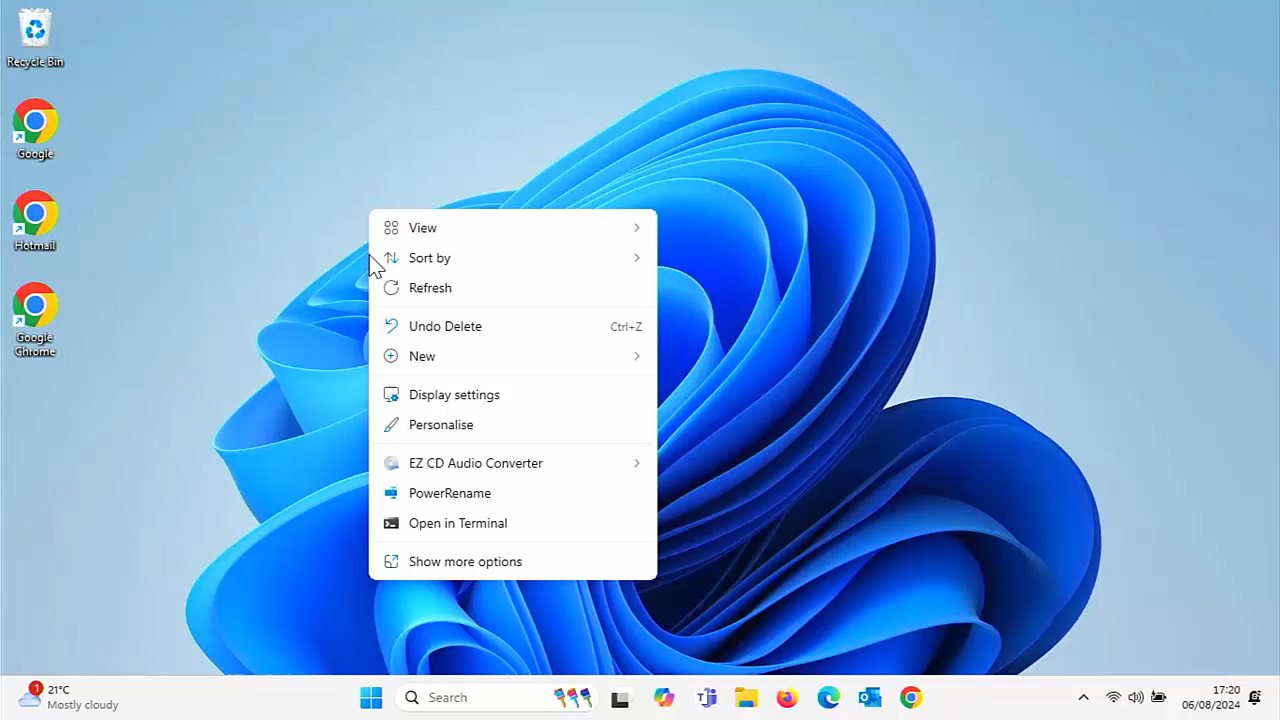 Recycle Bin
Google
Hotmail
Google
Chrome
View
Sort by
Refresh
Undo Delete Ctrl+Z
New
Display settings
Personalise
EZ CD Audio Converter
PowerRename
Open in Terminal
Show more options
1
21°C
Mostly cloudy
Search
17:20
06/08/2024